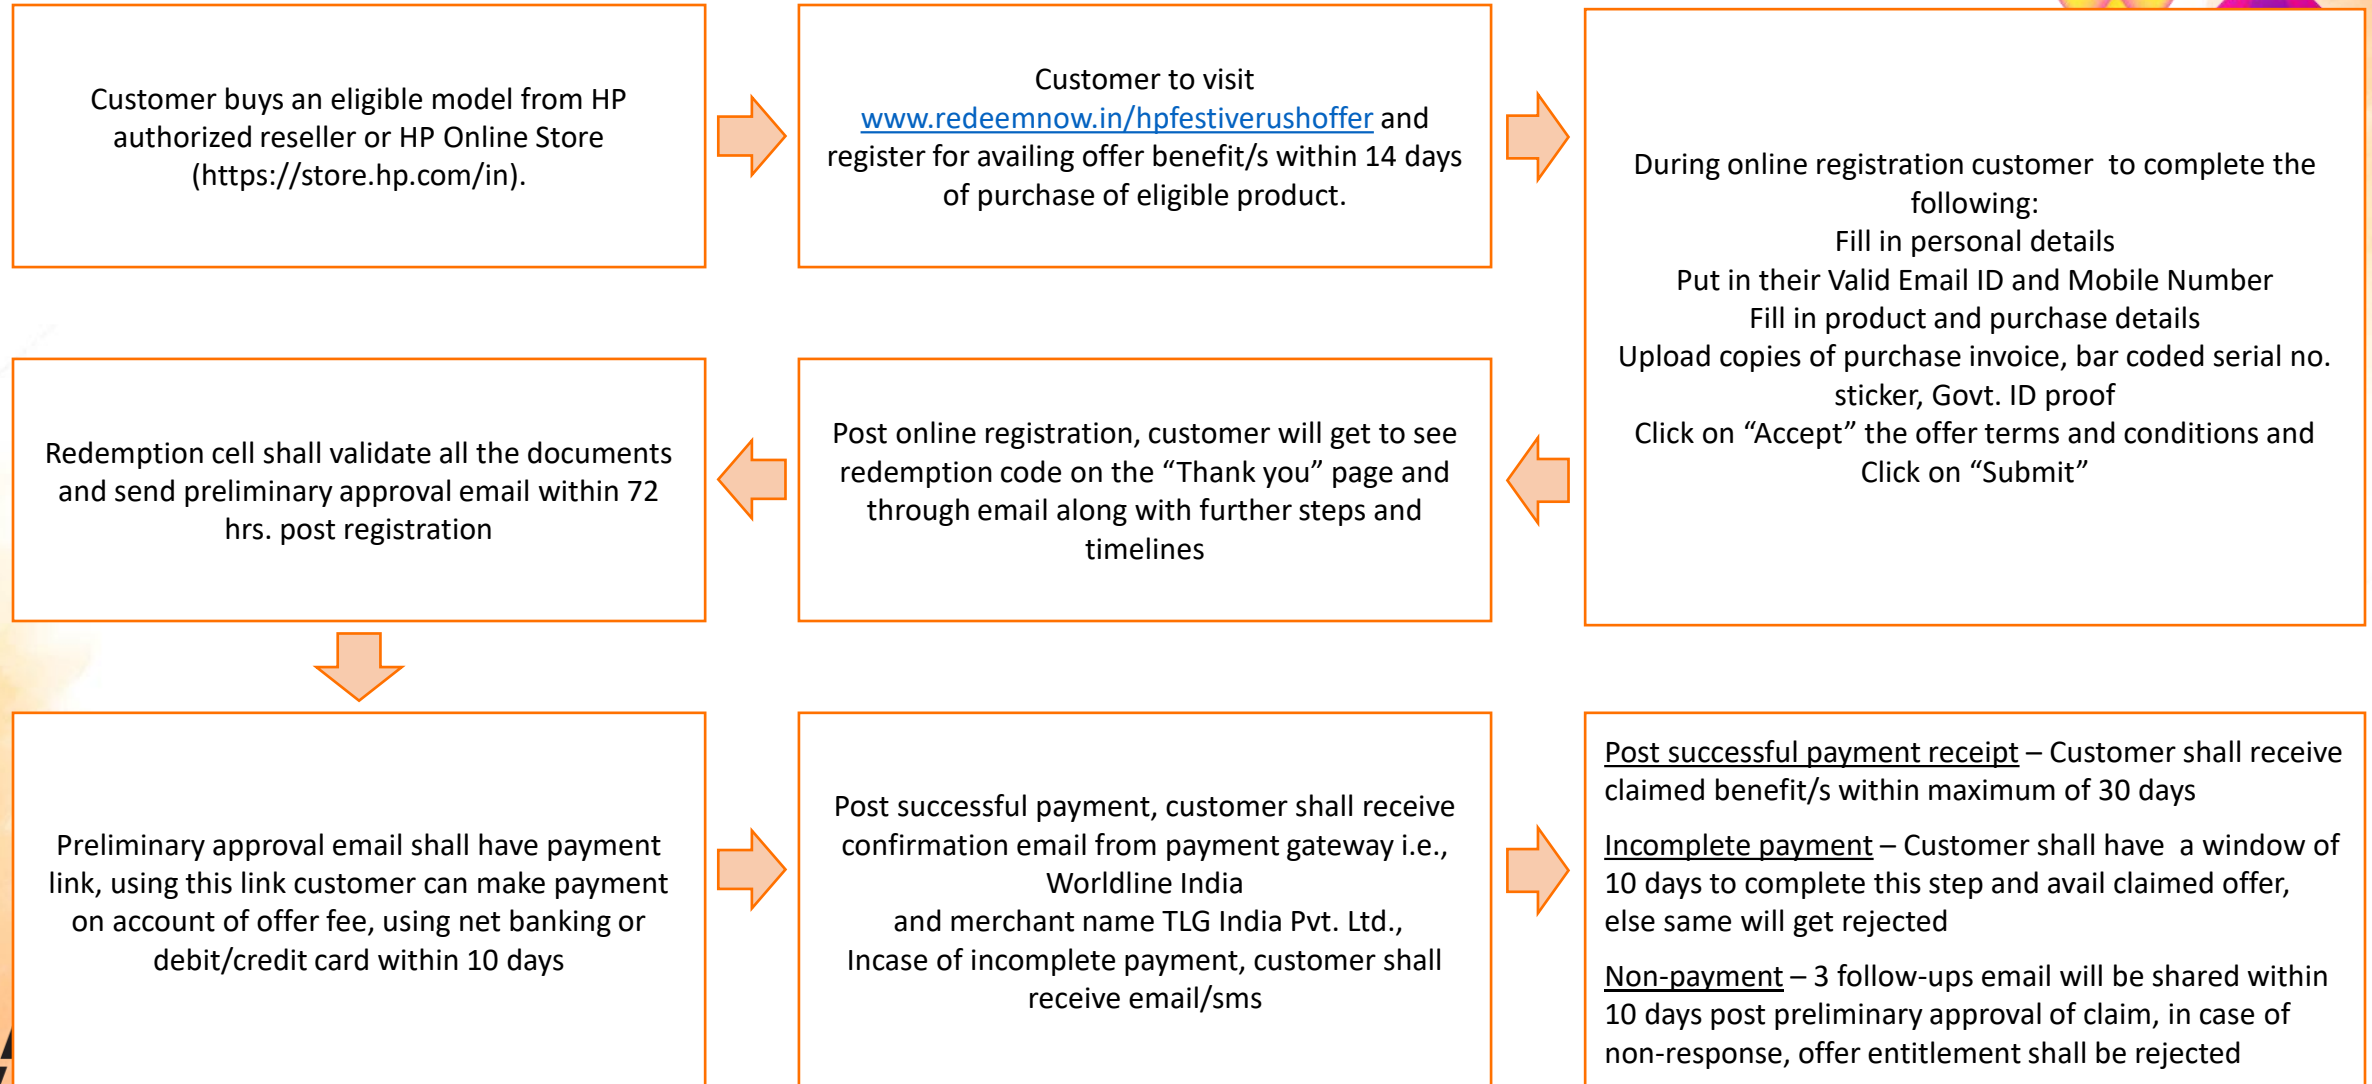 Customer buys an eligible model from HP
authorized reseller or HP Online Store
(https://store.hp.com/in).
Customer to visit
www.redeemnow.in/hpfestiverushoffer and
register for availing offer benefit/s within 14 days
of purchase of eligible product.
During online registration customer  to complete the
following:
Fill in personal details
Put in their Valid Email ID and Mobile Number
Fill in product and purchase details
Upload copies of purchase invoice, bar coded serial no.
sticker, Govt. ID proof
Click on “Accept” the offer terms and conditions and
Click on “Submit”
Post online registration, customer will get to see
redemption code on the “Thank you” page and
through email along with further steps and
timelines
Redemption cell shall validate all the documents
and send preliminary approval email within 72
hrs. post registration
Preliminary approval email shall have payment
link, using this link customer can make payment
on account of offer fee, using net banking or
debit/credit card within 10 days
Post successful payment, customer shall receive
confirmation email from payment gateway i.e.,
Worldline India
and merchant name TLG India Pvt. Ltd.,
Incase of incomplete payment, customer shall
receive email/sms
Post successful payment receipt – Customer shall receive
claimed benefit/s within maximum of 30 days
Incomplete payment – Customer shall have  a window of
10 days to complete this step and avail claimed offer,
else same will get rejected
Non-payment – 3 follow-ups email will be shared within
10 days post preliminary approval of claim, in case of
non-response, offer entitlement shall be rejected